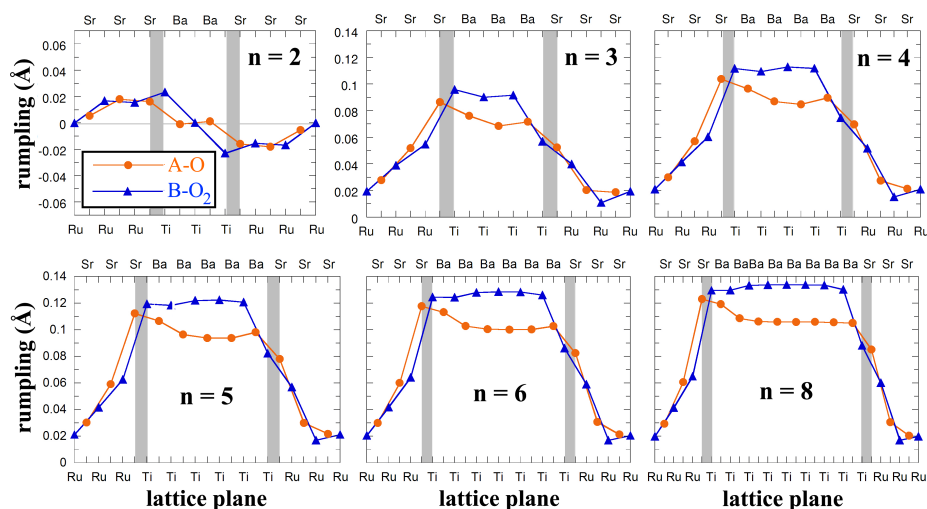 Sr Sr Sr Ba Ba Sr Sr Sr
0.06
0.04
0.02
0
-0.02
-0.04
-0.06
rumpling (Å)
n = 2
A-O
B-O2
Ru Ru Ru Ti Ti Ti Ru Ru Ru
Sr Sr Sr Ba Ba Ba Sr Sr Sr
0.14
0.12
0.1
0.08
0.06
0.04
0.02
0
n = 3
Ru Ru Ru Ti Ti Ti Ti Ru Ru Ru
Sr Sr Sr Ba Ba Ba Ba Sr Sr Sr
n = 4
Ru Ru Ru Ti Ti Ti Ti Ti Ru Ru Ru
Sr Sr Sr Ba Ba Ba Ba Ba Sr Sr Sr
0.14
0.12
0.1
0.08
0.06
0.04
0.02
0
rumpling (Å)
n = 5
Ru Ru Ru Ti Ti Ti Ti Ti Ti Ru Ru Ru
lattice plane
Sr Sr Sr Ba Ba Ba Ba Ba Ba Sr Sr Sr
n = 6
Ru Ru Ru Ti Ti Ti Ti Ti Ti Ti Ru Ru Ru
lattice plane
Sr Sr Sr Ba Ba Ba Ba Ba Ba Ba Ba Sr Sr Sr
n = 8
Ru Ru Ru Ti Ti Ti Ti Ti Ti Ti Ti Ti Ru Ru Ru
lattice plane